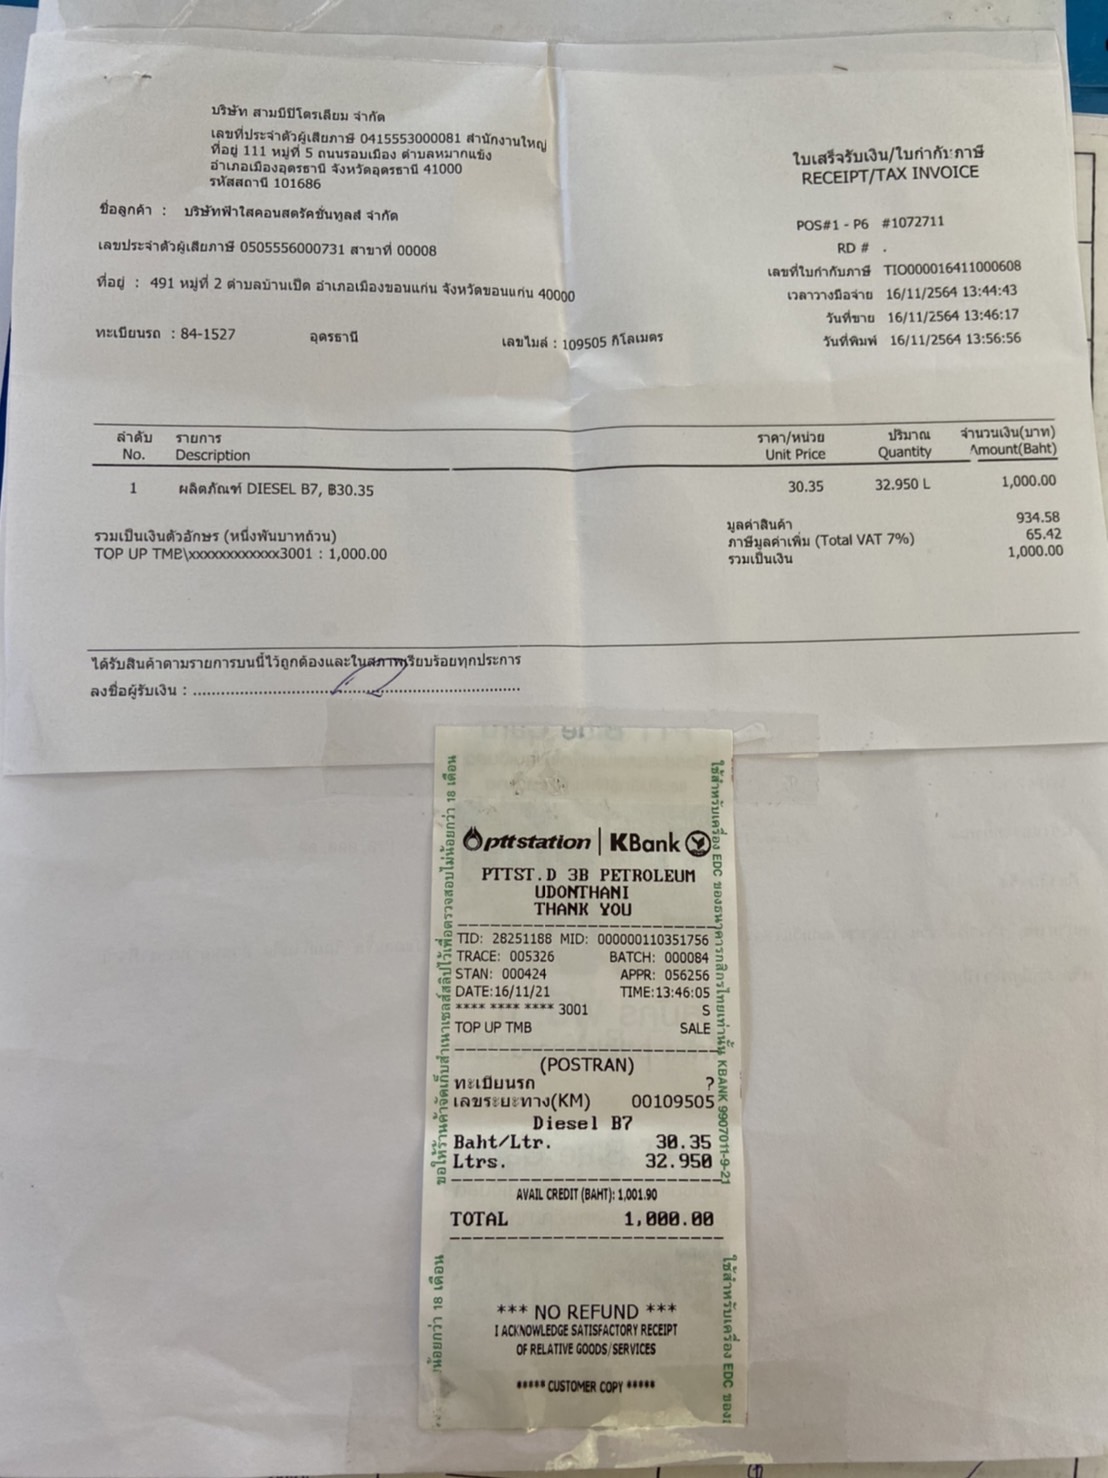 บริษัท สามบีปิโตรเลียม จำกัด
เลขที่ประจำตัวผู้เสียภาษี 0415553000081 สำนักงานใหญ่
ที่อยู่ 111 หมู่ที่ 5 ถนนรอบเมือง ตำบลหมากแข้ง
อำเภอเมืองอุดรธานี จังหวัดอุดรธานี 41000
รหัสสถานี 101686
ใบเสร็จรับเงิน/ใบกำกับภาษี
RECEIPT/TAX INVOICE
ชื่อลูกค้า : บริษัทฟ้าใสคอนสตรัคชั่นทูลส์ จำกัด
เลขประจำตัวผู้เสียภาษี 0505556000731 สาขาที่ 00008
ที่อยู่ : 491 หมู่ที่ 2 ตำบลบ้านเป็ด อำเภอเมืองขอนแก่น จังหวัดขอนแก่น 40000
ทะเบียนรถ : 84-1527 อุดรธานี เลขไมล์ : 109505 กิโลเมตร
POS#1 - P6 #1072711
RD # .
เลขที่ใบกำกับภาษี TIO000016411000608
เวลาวางมือจ่าย 16/11/2564 13:44:43
วันที่ขาย 16/11/2564 13:46:17
วันที่พิมพ์ 16/11/2564 13:56:56
ลำดับ รายการ ราคา/หน่วย ปริมาณ จำนวนเงิน(บาท)
No. Description Unit Price Quantity Amount(Baht)
1 ผลิตภัณฑ์ DIESEL B7, ฿30.35 30.35 32.950 L 1,000.00
รวมเป็นเงินตัวอักษร (หนึ่งพันบาทถ้วน)
TOP UP TMB\xxxxxxxxxxxx3001 : 1,000.00
มูลค่าสินค้า 934.58
ภาษีมูลค่าเพิ่ม (Total VAT 7%) 65.42
รวมเป็นเงิน 1,000.00
ได้รับสินค้าตามรายการบนนี้ไว้ถูกต้องและในสภาพเรียบร้อยทุกประการ
ลงชื่อผู้รับเงิน : ........................................................
pttstation | KBank
PTTST.D 3B PETROLEUM
UDONTHANI
THANK YOU
TID: 28251188 MID: 000000110351756
TRACE: 005326 BATCH: 000084
STAN: 000424 APPR: 056256
DATE:16/11/21 TIME:13:46:05
**** **** **** 3001 S
TOP UP TMB SALE
(POSTRAN)
ทะเบียนรถ ?
เลขระยะทาง(KM) 00109505
Diesel B7
Baht/Ltr. 30.35
Ltrs. 32.950
AVAIL CREDIT (BAHT): 1,001.90
TOTAL 1,000.00
*** NO REFUND ***
I ACKNOWLEDGE SATISFACTORY RECEIPT
OF RELATIVE GOODS/SERVICES
***** CUSTOMER COPY *****
ขอให้ร้านค้าจัดเก็บสำเนาเซลส์สลิปไว้เพื่อตรวจสอบไม่น้อยกว่า 18 เดือน
ใช้สำหรับเครื่อง EDC ของธนาคารกสิกรไทยเท่านั้น KBANK 9907011-9-21
น้อยกว่า 18 เดือน
ใช้สำหรับเครื่อง EDC ของ